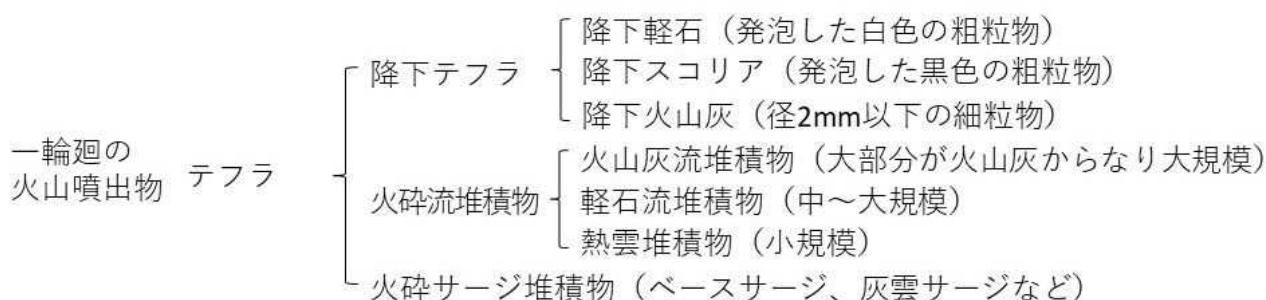 降下軽石（発泡した白色の粗粒物）
降下テフラ
降下スコリア（発泡した黒色の粗粒物）
降下火山灰（径2mm以下の細粒物）
一輪廻の
火山噴出物
テフラ
火山灰流堆積物（大部分が火山灰からなり大規模）
火砕流堆積物
軽石流堆積物（中～大規模）
熱雲堆積物（小規模）
火砕サージ堆積物（ベースサージ、灰雲サージなど）